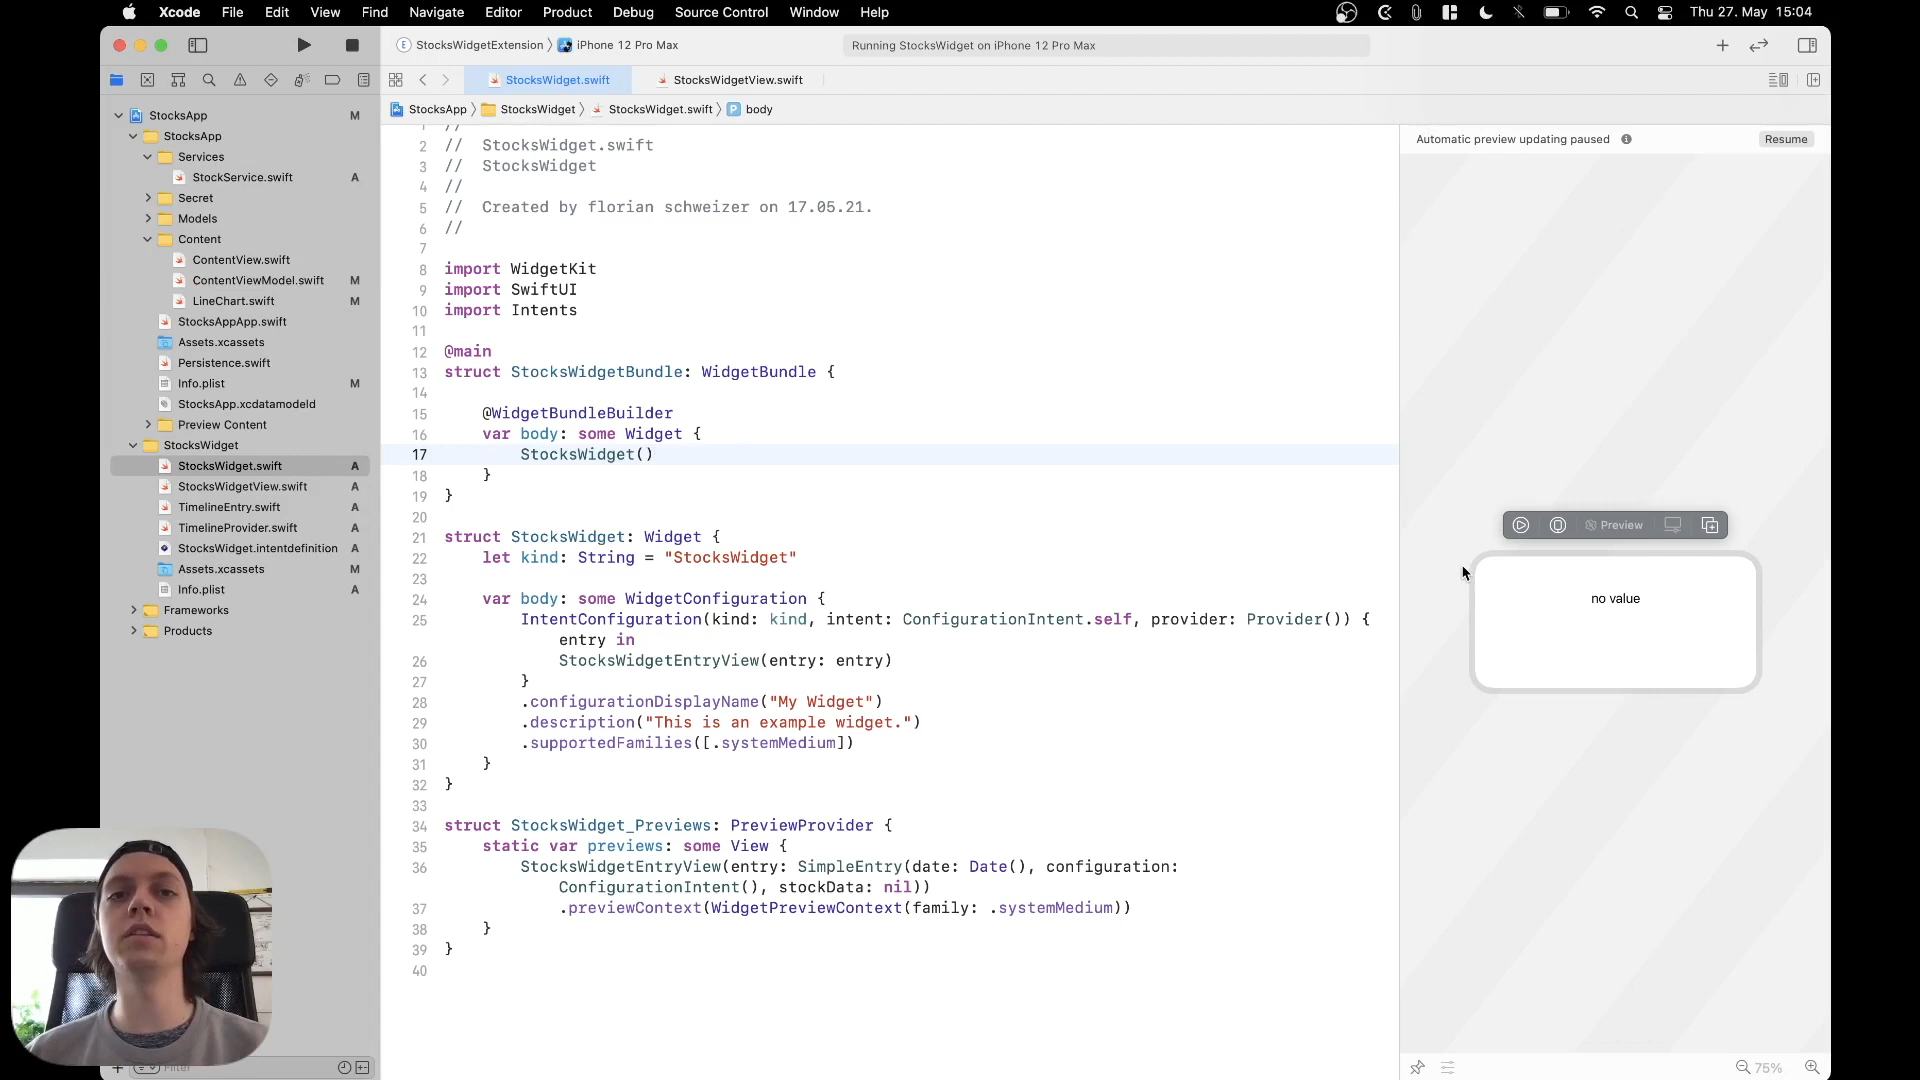 Xcode File Edit View Find Navigate Editor Product Debug Source Control Window Help Thu 27. May 15:04
StocksWidgetExtension iPhone 12 Pro Max Running StocksWidget on iPhone 12 Pro Max
StocksWidget.swift StocksWidgetView.swift
StocksApp StocksWidget StocksWidget.swift P body
StocksApp M
StocksApp
Services
StockService.swift A
Secret
Models
Content
ContentView.swift
ContentViewModel.swift M
LineChart.swift M
StocksAppApp.swift
Assets.xcassets
Persistence.swift
Info.plist M
StocksApp.xcdatamodeld
Preview Content
StocksWidget
StocksWidget.swift A
StocksWidgetView.swift A
TimelineEntry.swift A
TimelineProvider.swift A
StocksWidget.intentdefinition A
Assets.xcassets M
Info.plist A
Frameworks
Products
Filter
1 //
2 // StocksWidget.swift
3 // StocksWidget
4 //
5 // Created by florian schweizer on 17.05.21.
6 //
7
8 import WidgetKit
9 import SwiftUI
10 import Intents
11
12 @main
13 struct StocksWidgetBundle: WidgetBundle {
14
15 @WidgetBundleBuilder
16 var body: some Widget {
17 StocksWidget()
18 }
19 }
20
21 struct StocksWidget: Widget {
22 let kind: String = "StocksWidget"
23
24 var body: some WidgetConfiguration {
25 IntentConfiguration(kind: kind, intent: ConfigurationIntent.self, provider: Provider()) {
entry in
26 StocksWidgetEntryView(entry: entry)
27 }
28 .configurationDisplayName("My Widget")
29 .description("This is an example widget.")
30 .supportedFamilies([.systemMedium])
31 }
32 }
33
34 struct StocksWidget_Previews: PreviewProvider {
35 static var previews: some View {
36 StocksWidgetEntryView(entry: SimpleEntry(date: Date(), configuration:
ConfigurationIntent(), stockData: nil))
37 .previewContext(WidgetPreviewContext(family: .systemMedium))
38 }
39 }
40
Automatic preview updating paused Resume
Preview
no value
75%